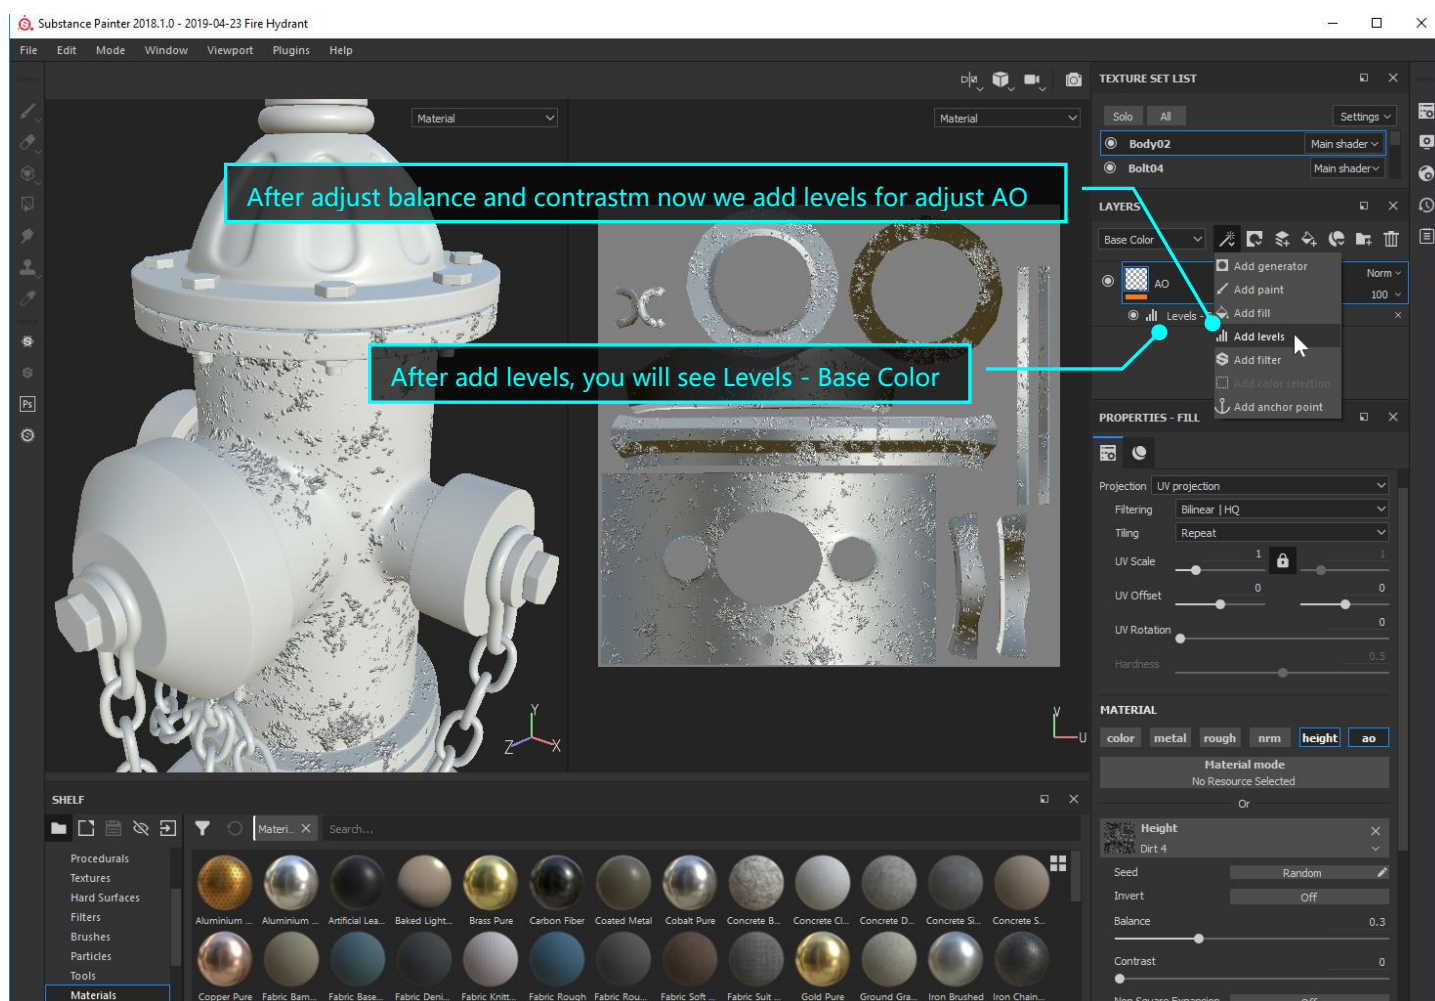 Substance Painter 2018.1.0 - 2019-04-23 Fire Hydrant
File Edit Mode Window Viewport Plugins Help
Material
Material
After adjust balance and contrastm now we add levels for adjust AO
After add levels, you will see Levels - Base Color
TEXTURE SET LIST
Solo All Settings
Body02 Main shader
Bolt04 Main shader
LAYERS
Base Color
AO Norm
100
Levels -
Add generator
Add paint
Add fill
Add levels
Add filter
Add color selection
Add anchor point
PROPERTIES - FILL
Projection UV projection
Filtering Bilinear | HQ
Tiling Repeat
UV Scale 1 1
UV Offset 0 0
UV Rotation 0
Hardness 0.5
MATERIAL
color metal rough nrm height ao
Material mode
No Resource Selected
Or
Height
Dirt 4
Seed Random
Invert Off
Balance 0.3
Contrast 0
Non Square Expansion Off
Y
Z X
V
U
Ps
SHELF
Materi... Search...
Procedurals
Textures
Hard Surfaces
Filters
Brushes
Particles
Tools
Materials
Aluminium ... Aluminium ... Artificial Lea... Baked Light... Brass Pure Carbon Fiber Coated Metal Cobalt Pure Concrete B... Concrete Cl... Concrete D... Concrete Si... Concrete S...
Copper Pure Fabric Bam... Fabric Base... Fabric Deni... Fabric Knitt... Fabric Rough Fabric Rou... Fabric Soft ... Fabric Suit ... Gold Pure Ground Gra... Iron Brushed Iron Chain...